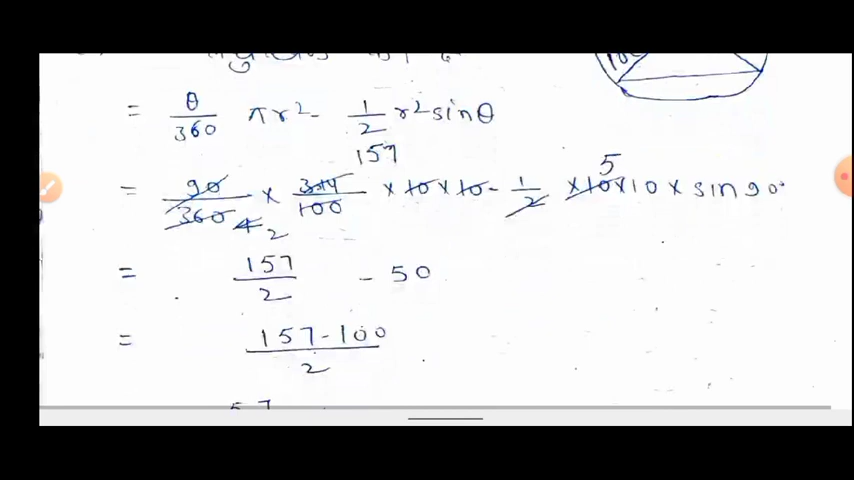 = θ/360 πr² - 1/2 r² sinθ
157
5
= 90/360 × 314/100 × 10 × 10 - 1/2 × 10 × 10 × sin 90°
4 2
= 157/2 - 50
= 157 - 100/2
57